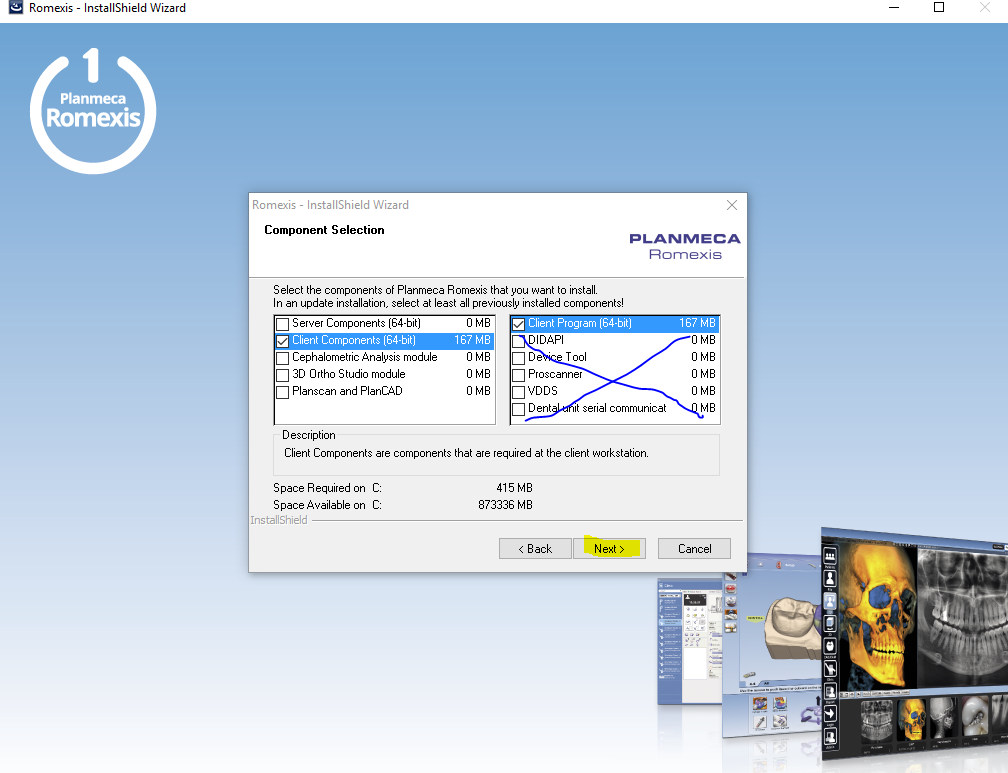 Romexis - InstallShield Wizard
1
Planmeca
Romexis
Romexis - InstallShield Wizard
Component Selection
PLANMECA
Romexis
Select the components of Planmeca Romexis that you want to install.
In an update installation, select at least all previously installed components!
Server Components (64-bit) 0 MB
Client Components (64-bit) 167 MB
Cephalometric Analysis module 0 MB
3D Ortho Studio module 0 MB
Planscan and PlanCAD 0 MB
Client Program (64-bit) 167 MB
DIDAPI 0 MB
Device Tool 0 MB
Proscanner 0 MB
VDDS 0 MB
Dental unit serial communicat 0 MB
Description
Client Components are components that are required at the client workstation.
Space Required on C: 415 MB
Space Available on C: 873336 MB
InstallShield
< Back
Next >
Cancel